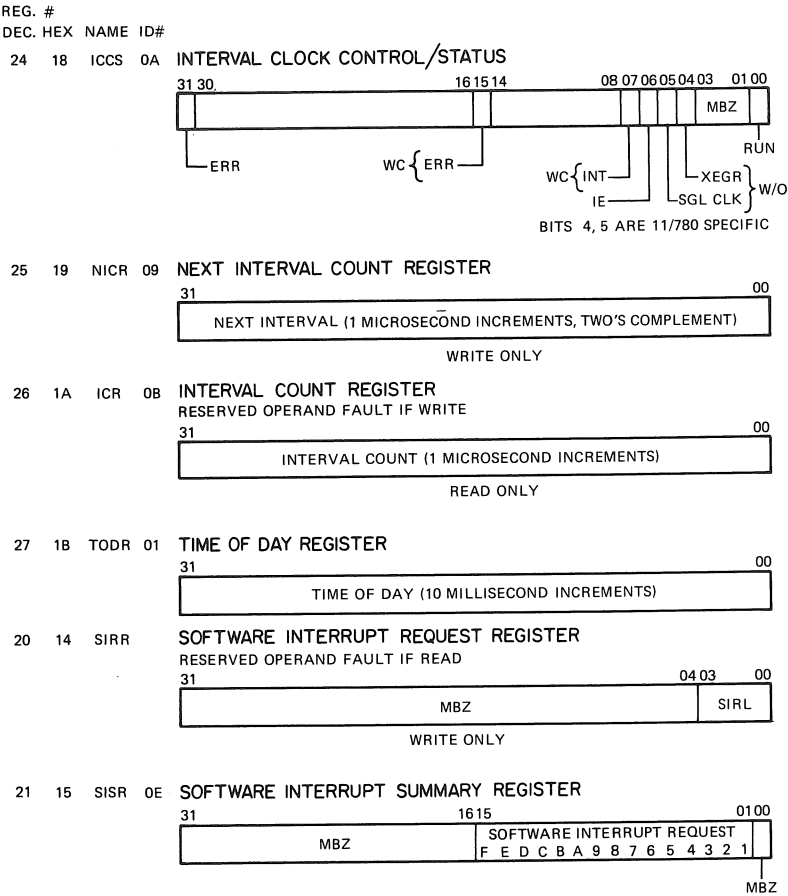 REG. #
DEC. HEX NAME ID#
24 18 ICCS 0A INTERVAL CLOCK CONTROL/STATUS
31 30 16 15 14 08 07 06 05 04 03 01 00
MBZ
ERR WC { ERR WC { INT XEGR } W/O RUN
IE SGL CLK
BITS 4, 5 ARE 11/780 SPECIFIC
25 19 NICR 09 NEXT INTERVAL COUNT REGISTER
31 00
NEXT INTERVAL (1 MICROSECOND INCREMENTS, TWO'S COMPLEMENT)
WRITE ONLY
26 1A ICR 0B INTERVAL COUNT REGISTER
RESERVED OPERAND FAULT IF WRITE
31 00
INTERVAL COUNT (1 MICROSECOND INCREMENTS)
READ ONLY
27 1B TODR 01 TIME OF DAY REGISTER
31 00
TIME OF DAY (10 MILLISECOND INCREMENTS)
20 14 SIRR SOFTWARE INTERRUPT REQUEST REGISTER
RESERVED OPERAND FAULT IF READ
31 04 03 00
MBZ SIRL
WRITE ONLY
21 15 SISR 0E SOFTWARE INTERRUPT SUMMARY REGISTER
31 16 15 01 00
MBZ SOFTWARE INTERRUPT REQUEST
F E D C B A 9 8 7 6 5 4 3 2 1
MBZ